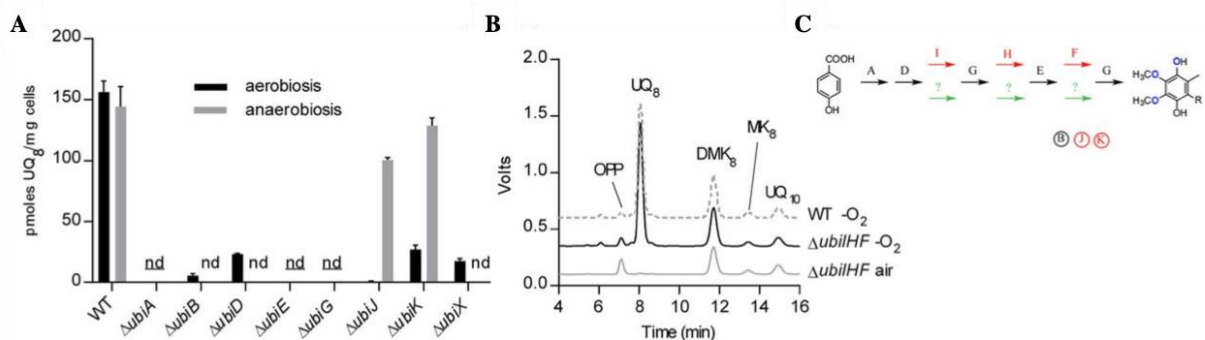 A
pmoles UQ8/mg cells
200
150
100
50
0
aerobiosis
anaerobiosis
nd
nd
nd
nd
nd
nd
WT
ΔubiA
ΔubiB
ΔubiD
ΔubiE
ΔubiG
ΔubiJ
ΔubiK
ΔubiX
B
Volts
2.0
1.5
1.0
0.5
0.0
OPP
UQ8
DMK8
MK8
UQ10
WT -O2
ΔubiIHF -O2
ΔubiIHF air
4 6 8 10 12 14 16
Time (min)
C
COOH
OH
A D I G H E F G
? ? ?
OH
H3CO
H3CO
R
OH
B J K